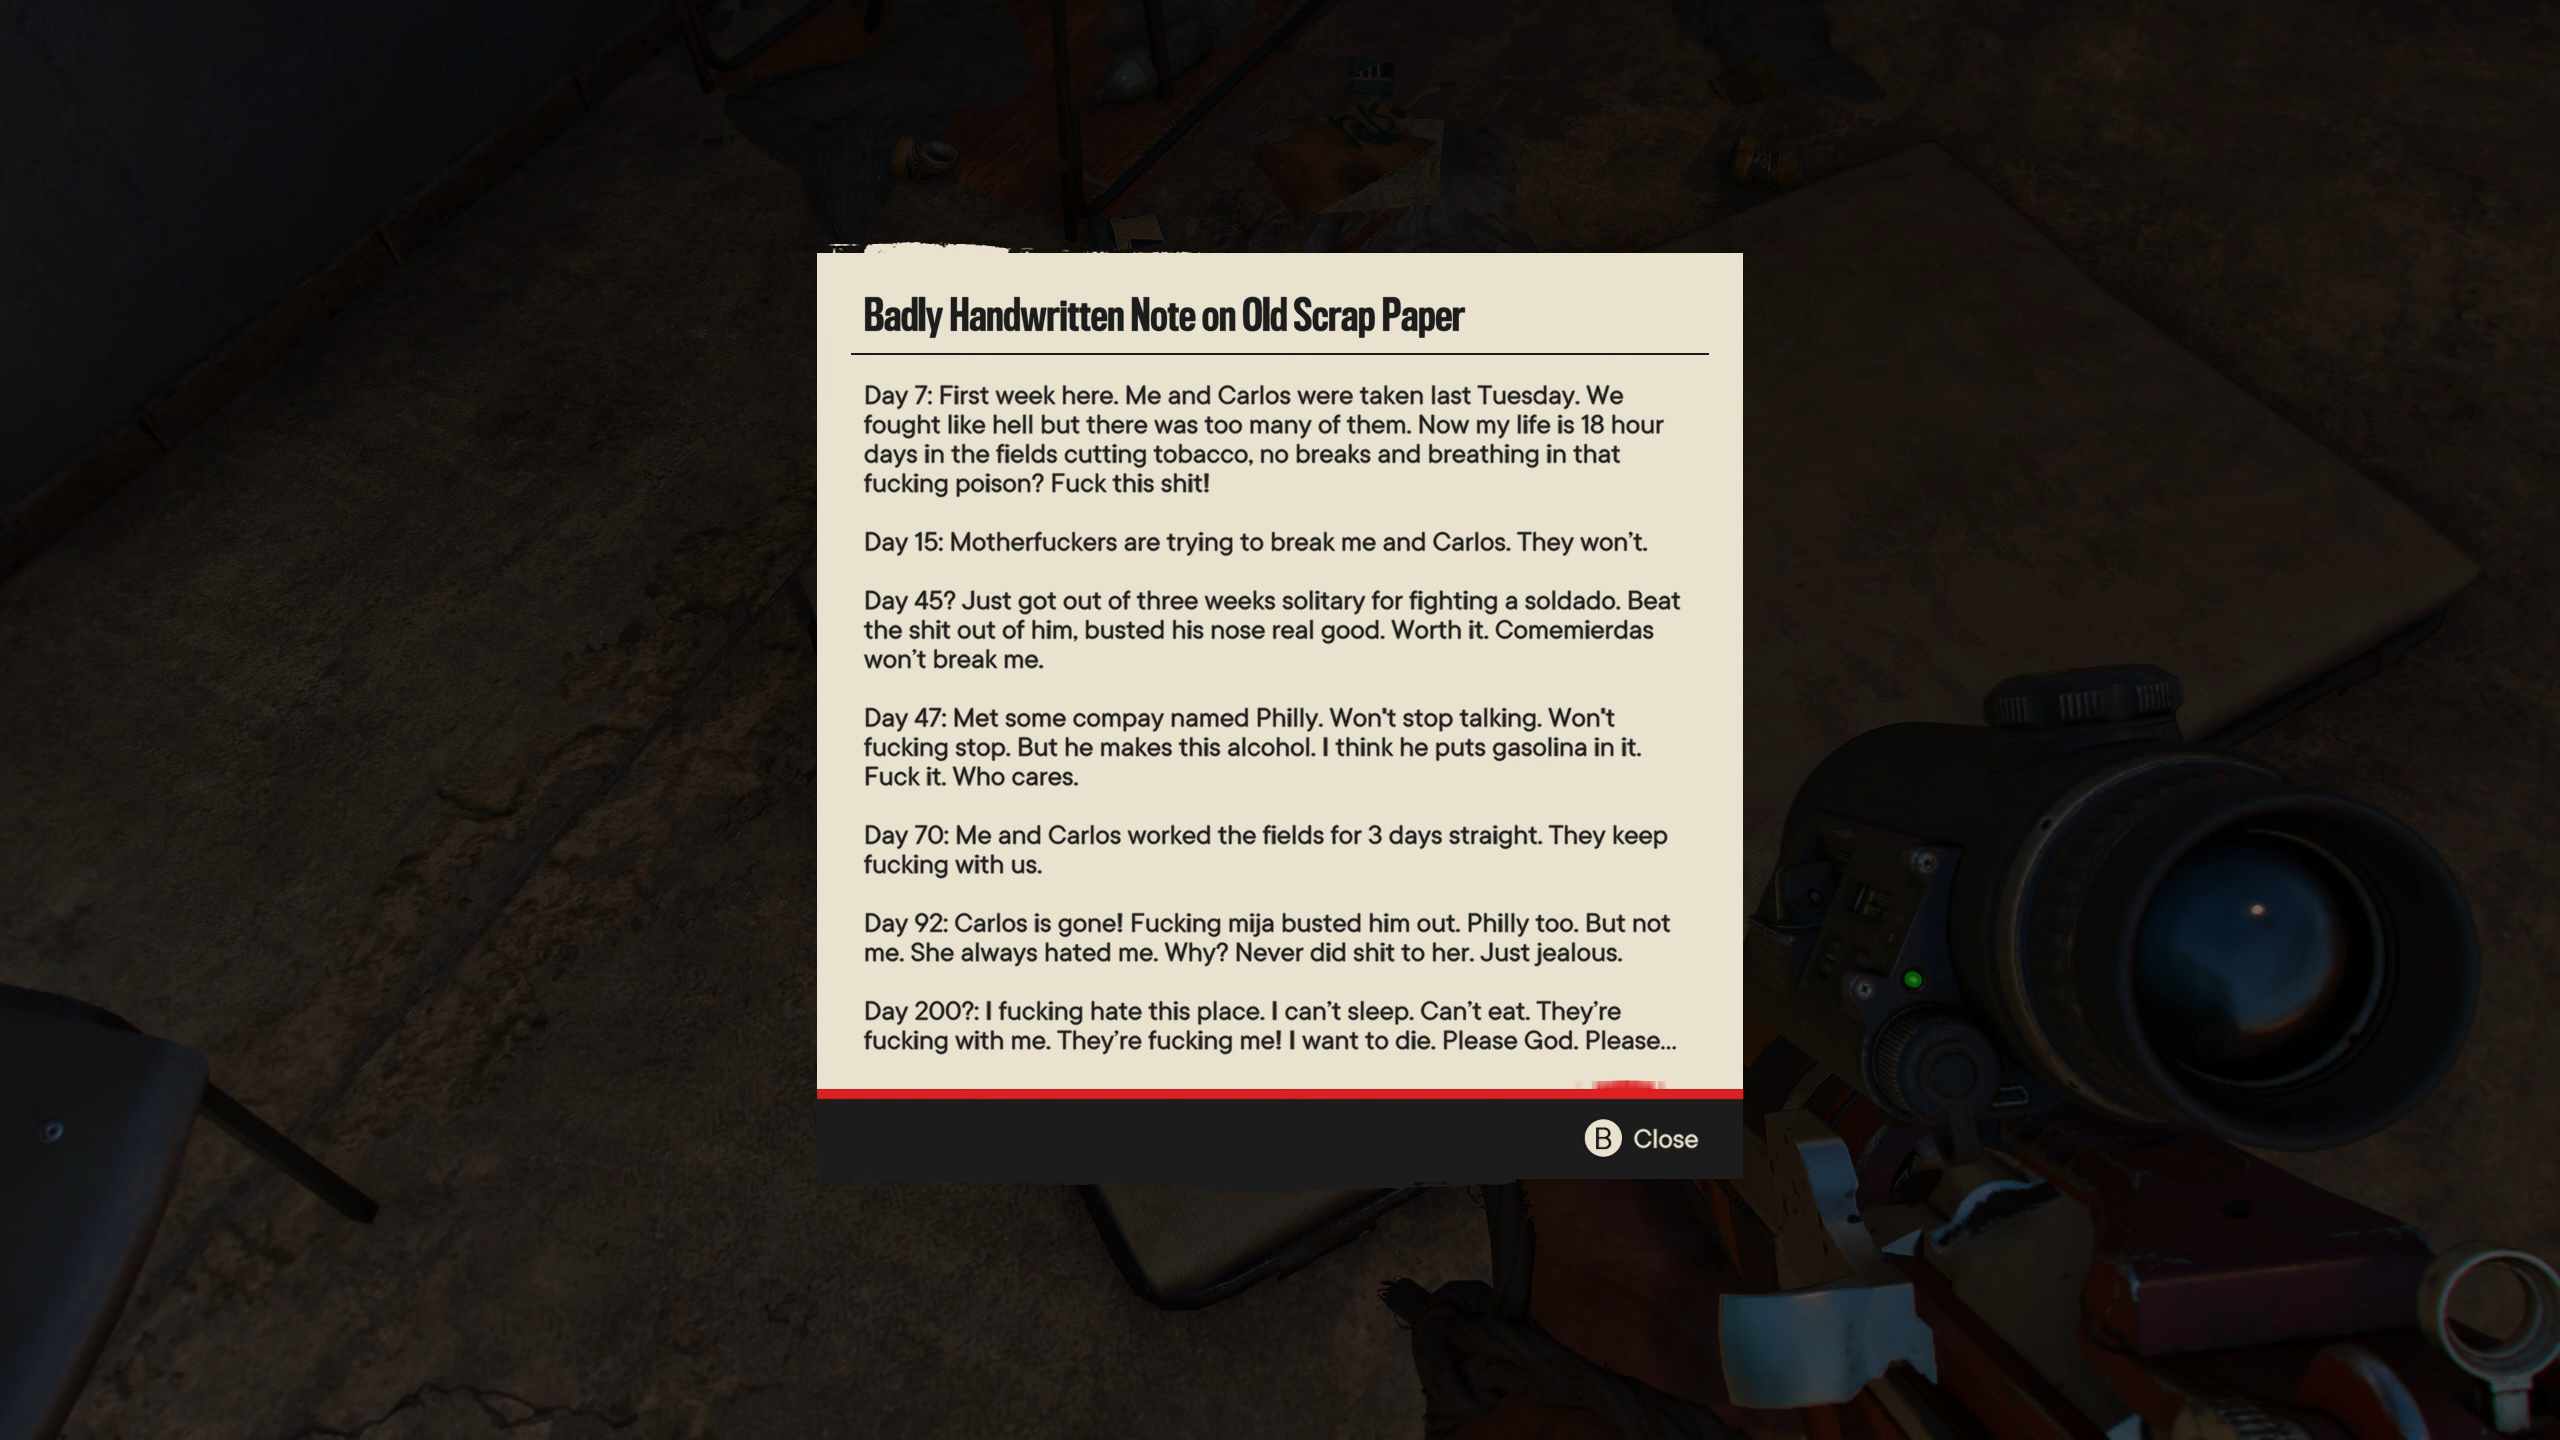 Badly Handwritten Note on Old Scrap Paper
Day 7: First week here. Me and Carlos were taken last Tuesday. We
fought like hell but there was too many of them. Now my life is 18 hour
days in the fields cutting tobacco, no breaks and breathing in that
fucking poison? Fuck this shit!
Day 15: Motherfuckers are trying to break me and Carlos. They won’t.
Day 45? Just got out of three weeks solitary for fighting a soldado. Beat
the shit out of him, busted his nose real good. Worth it. Comemierdas
won’t break me.
Day 47: Met some compay named Philly. Won't stop talking. Won't
fucking stop. But he makes this alcohol. I think he puts gasolina in it.
Fuck it. Who cares.
Day 70: Me and Carlos worked the fields for 3 days straight. They keep
fucking with us.
Day 92: Carlos is gone! Fucking mija busted him out. Philly too. But not
me. She always hated me. Why? Never did shit to her. Just jealous.
Day 200?: I fucking hate this place. I can’t sleep. Can’t eat. They’re
fucking with me. They’re fucking me! I want to die. Please God. Please...
B Close